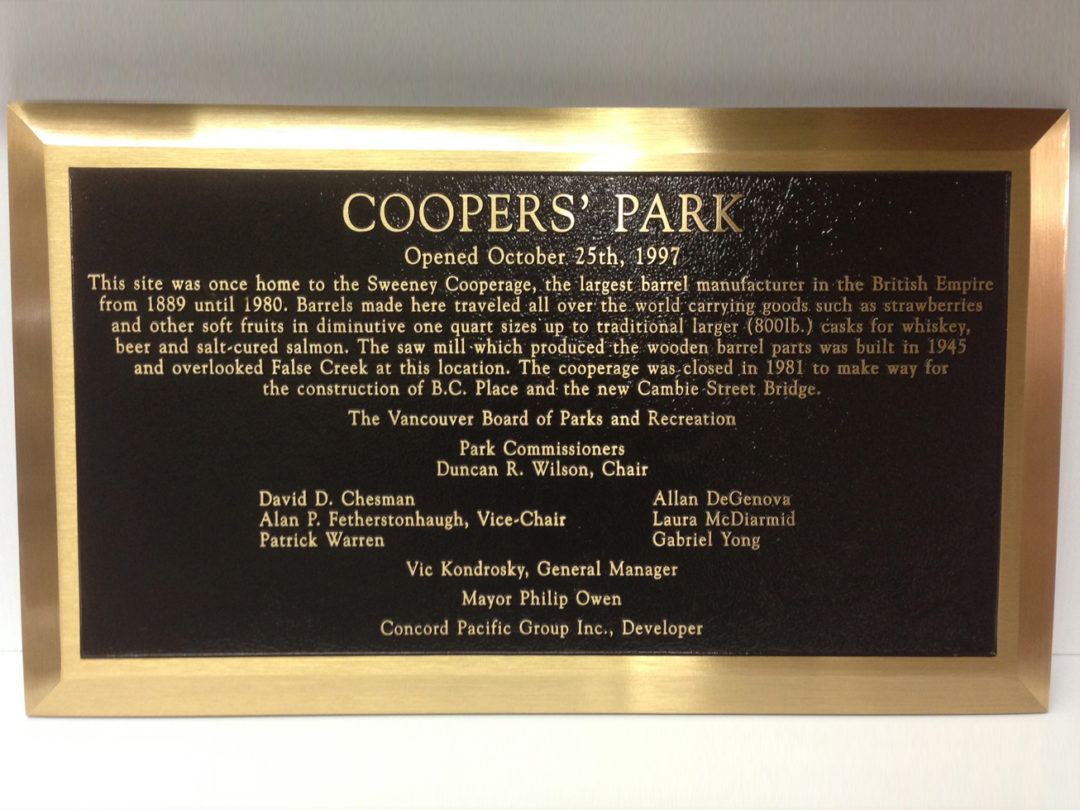 COOPERS' PARK
Opened October 25th, 1997
This site was once home to the Sweeney Cooperage, the largest barrel manufacturer in the British Empire
from 1889 until 1980. Barrels made here traveled all over the world carrying goods such as strawberries
and other soft fruits in diminutive one quart sizes up to traditional larger (800lb.) casks for whiskey,
beer and salt-cured salmon. The saw mill which produced the wooden barrel parts was built in 1945
and overlooked False Creek at this location. The cooperage was closed in 1981 to make way for
the construction of B.C. Place and the new Cambie Street Bridge.
The Vancouver Board of Parks and Recreation
Park Commissioners
Duncan R. Wilson, Chair
David D. Chesman
Alan P. Fetherstonhaugh, Vice-Chair
Patrick Warren
Allan DeGenova
Laura McDiarmid
Gabriel Yong
Vic Kondrosky, General Manager
Mayor Philip Owen
Concord Pacific Group Inc., Developer